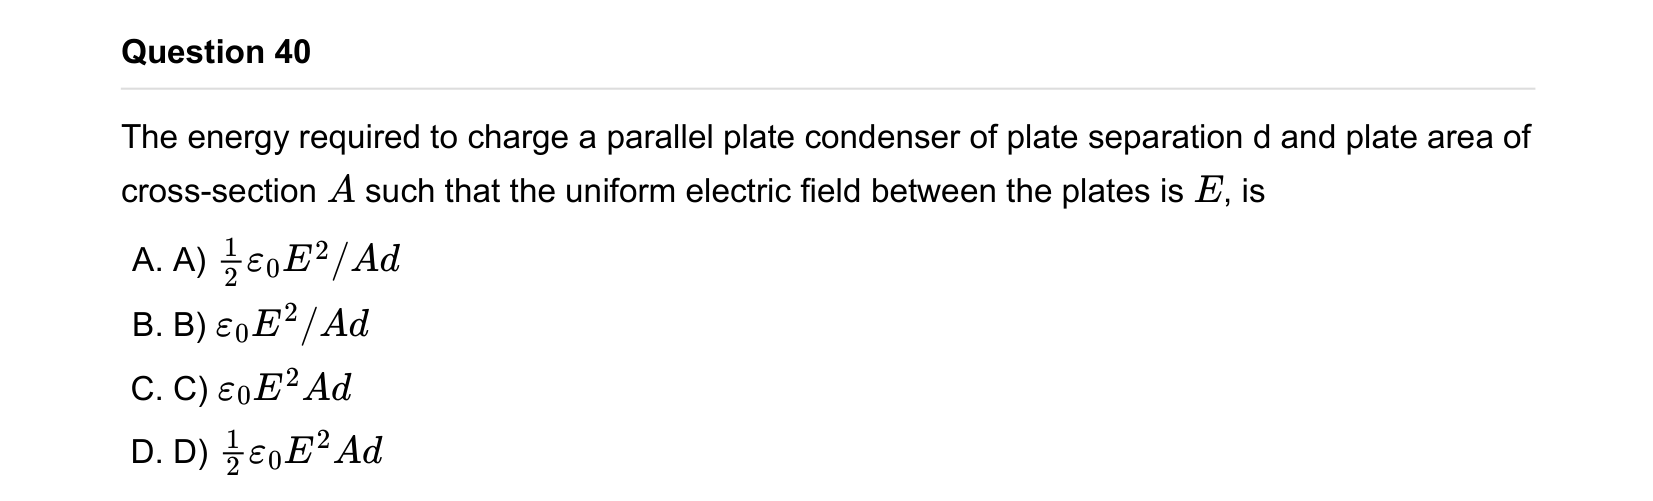 Question 40
The energy required to charge a parallel plate condenser of plate separation d and plate area of
cross-section A such that the uniform electric field between the plates is E, is
A. A) $\frac{1}{2}\varepsilon_0 E^2/Ad$
B. B) $\varepsilon_0 E^2/Ad$
C. C) $\varepsilon_0 E^2 Ad$
D. D) $\frac{1}{2}\varepsilon_0 E^2 Ad$